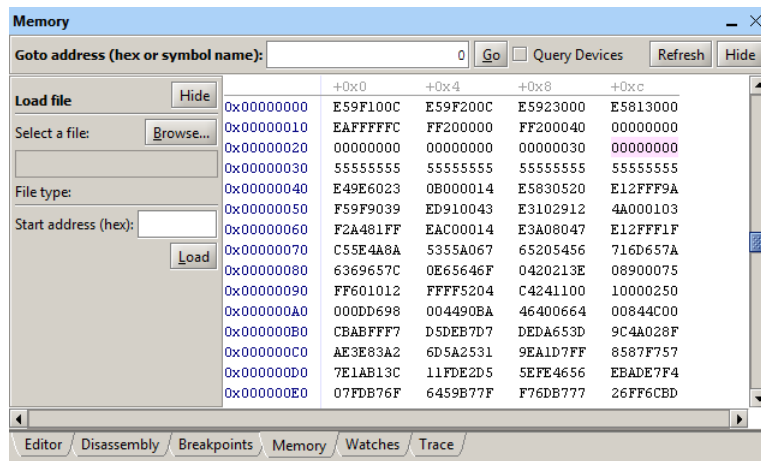 Memory
Goto address (hex or symbol name): 0 Go Query Devices Refresh Hide
Load file Hide
Select a file: Browse...
File type:
Start address (hex):
Load
+0x0 +0x4 +0x8 +0xc
0x00000000 E59F100C E59F200C E5923000 E5813000
0x00000010 EAFFFFFC FF200000 FF200040 00000000
0x00000020 00000000 00000000 00000030 00000000
0x00000030 55555555 55555555 55555555 55555555
0x00000040 E49E6023 0B000014 E5830520 E12FFF9A
0x00000050 F59F9039 ED910043 E3102912 4A000103
0x00000060 F2A481FF EAC00014 E3A08047 E12FFF1F
0x00000070 C55E4A8A 5355A067 65205456 716D657A
0x00000080 6369657C 0E65646F 0420213E 08900075
0x00000090 FF601012 FFFF5204 C4241100 10000250
0x000000A0 000DD698 004490BA 46400664 00844C00
0x000000B0 CBABFFF7 D5DEB7D7 DEDA653D 9C4A028F
0x000000C0 AE3E83A2 6D5A2531 9EA1D7FF 8587F757
0x000000D0 7E1AB13C 11FDE2D5 5EFE4656 EBADE7F4
0x000000E0 07FDB76F 6459B77F F76DB777 26FF6CBD
Editor Disassembly Breakpoints Memory Watches Trace